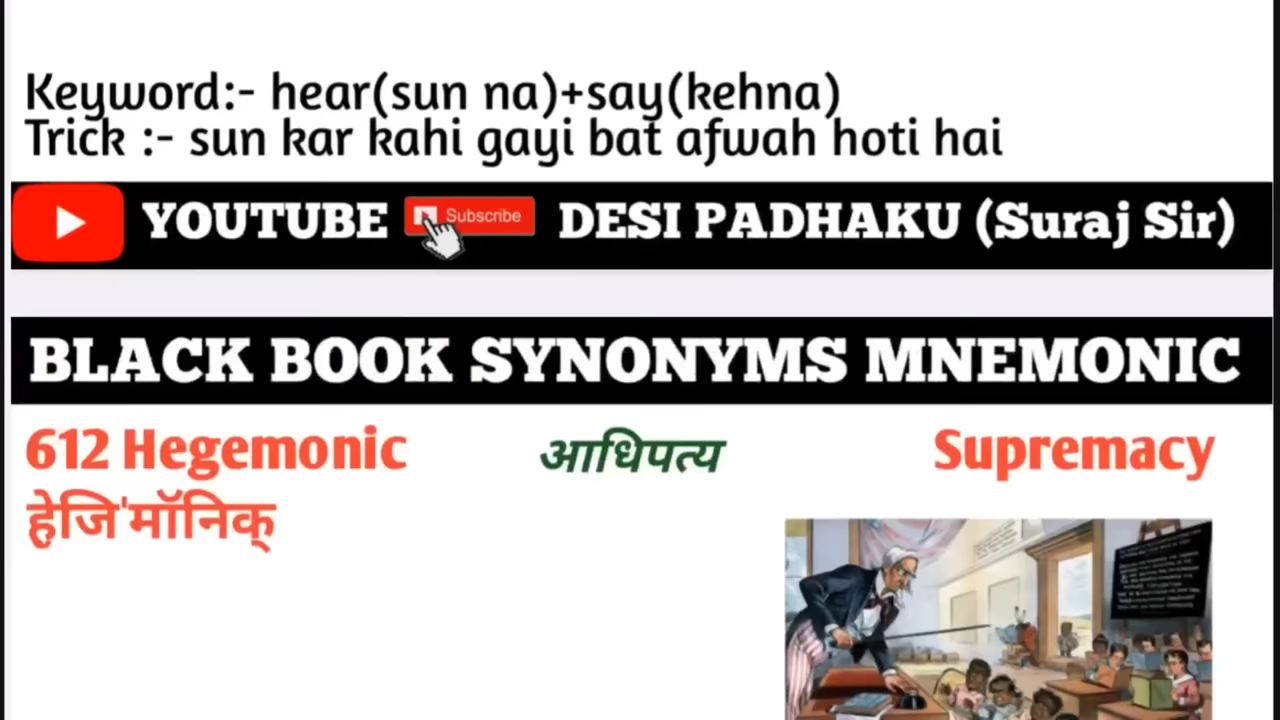 Keyword:- hear(sun na)+say(kehna)
Trick :- sun kar kahi gayi bat afwah hoti hai
YOUTUBE Subscribe DESI PADHAKU (Suraj Sir)
BLACK BOOK SYNONYMS MNEMONIC
612 Hegemonic आधिपत्य Supremacy
हेजि'मॉनिक्